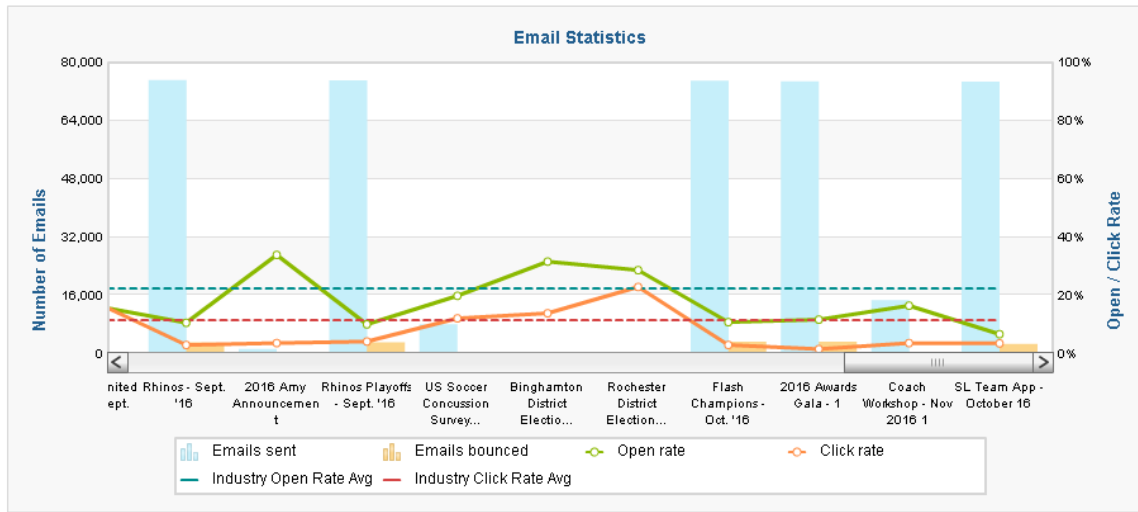 Email Statistics
80,000
64,000
48,000
32,000
16,000
0
Number of Emails
100%
80%
60%
40%
20%
0%
Open / Click Rate
nited
ept.
Rhinos - Sept.
'16
2016 Amy
Announcemen
t
Rhinos Playoffs
- Sept. '16
US Soccer
Concussion
Survey...
Binghamton
District
Electio...
Rochester
District
Election...
Flash
Champions -
Oct. '16
2016 Awards
Gala - 1
Coach
Workshop - Nov
2016 1
SL Team App -
October 16
Emails sent
Emails bounced
Open rate
Click rate
Industry Open Rate Avg
Industry Click Rate Avg